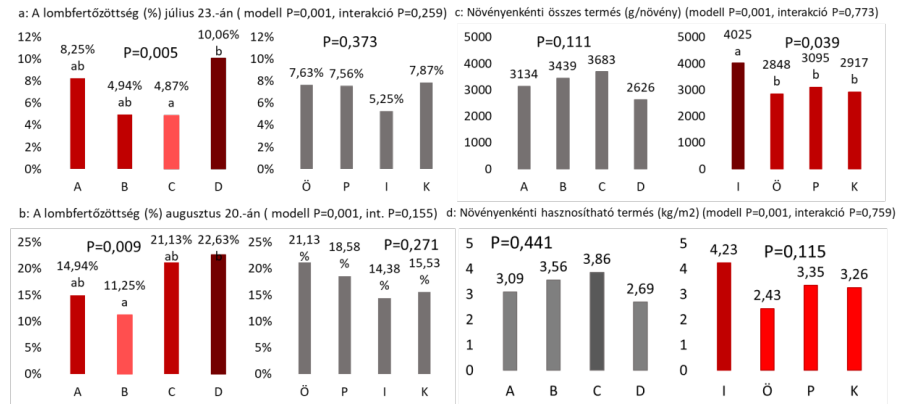 a: A lombfertőzöttség (%) július 23.-án ( modell P=0,001, interakció P=0,259)
12%
10%
8%
6%
4%
2%
0%
8,25%
ab
4,94%
ab
4,87%
a
10,06%
b
P=0,005
A B C D
12%
10%
8%
6%
4%
2%
0%
P=0,373
7,63% 7,56% 5,25% 7,87%
Ö P I K
c: Növényenkénti összes termés (g/növény) (modell P=0,001, interakció P=0,773)
5000
4000
3000
2000
1000
0
P=0,111
3134 3439 3683 2626
A B C D
5000
4000
3000
2000
1000
0
4025
a
2848
b
3095
b
2917
b
P=0,039
I Ö P K
b: A lombfertőzöttség (%) augusztus 20.-án ( modell P=0,001, int. P=0,155)
25%
20%
15%
10%
5%
0%
P=0,009
14,94%
ab
11,25%
a
21,13%
ab
22,63%
b
A B C D
25%
20%
15%
10%
5%
0%
21,13
%
18,58
%
14,38
%
15,53
%
P=0,271
Ö P I K
d: Növényenkénti hasznosítható termés (kg/m2) (modell P=0,001, interakció P=0,759)
5
4
3
2
1
0
P=0,441
3,09 3,56 3,86 2,69
A B C D
5
4
3
2
1
0
P=0,115
4,23 2,43 3,35 3,26
I Ö P K